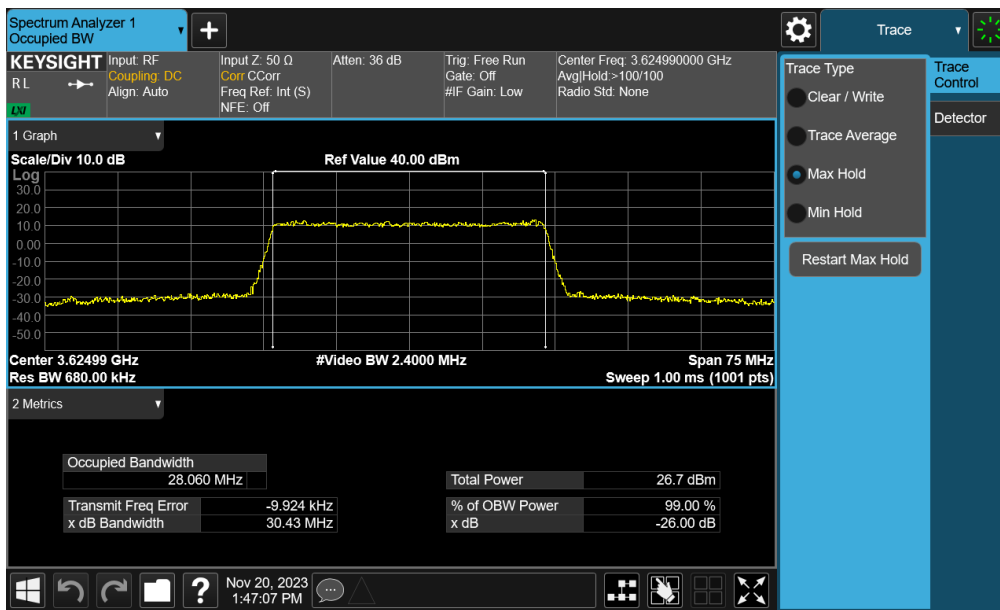 Spectrum Analyzer 1
Occupied BW
+
Trace
KEYSIGHT
R L
LXI
Input: RF
Coupling: DC
Align: Auto
Input Z: 50 Ω
Corr CCorr
Freq Ref: Int (S)
NFE: Off
Atten: 36 dB
Trig: Free Run
Gate: Off
#IF Gain: Low
Center Freq: 3.624990000 GHz
Avg|Hold:>100/100
Radio Std: None
Trace Type
Clear / Write
Trace Average
Max Hold
Min Hold
Restart Max Hold
Trace
Control
Detector
1 Graph
Scale/Div 10.0 dB
Ref Value 40.00 dBm
Log
30.0
20.0
10.0
0.00
-10.0
-20.0
-30.0
-40.0
-50.0
Center 3.62499 GHz
#Video BW 2.4000 MHz
Span 75 MHz
Res BW 680.00 kHz
Sweep 1.00 ms (1001 pts)
2 Metrics
Occupied Bandwidth
28.060 MHz
Total Power 26.7 dBm
Transmit Freq Error -9.924 kHz
% of OBW Power 99.00 %
x dB Bandwidth 30.43 MHz
x dB -26.00 dB
?
Nov 20, 2023
1:47:07 PM